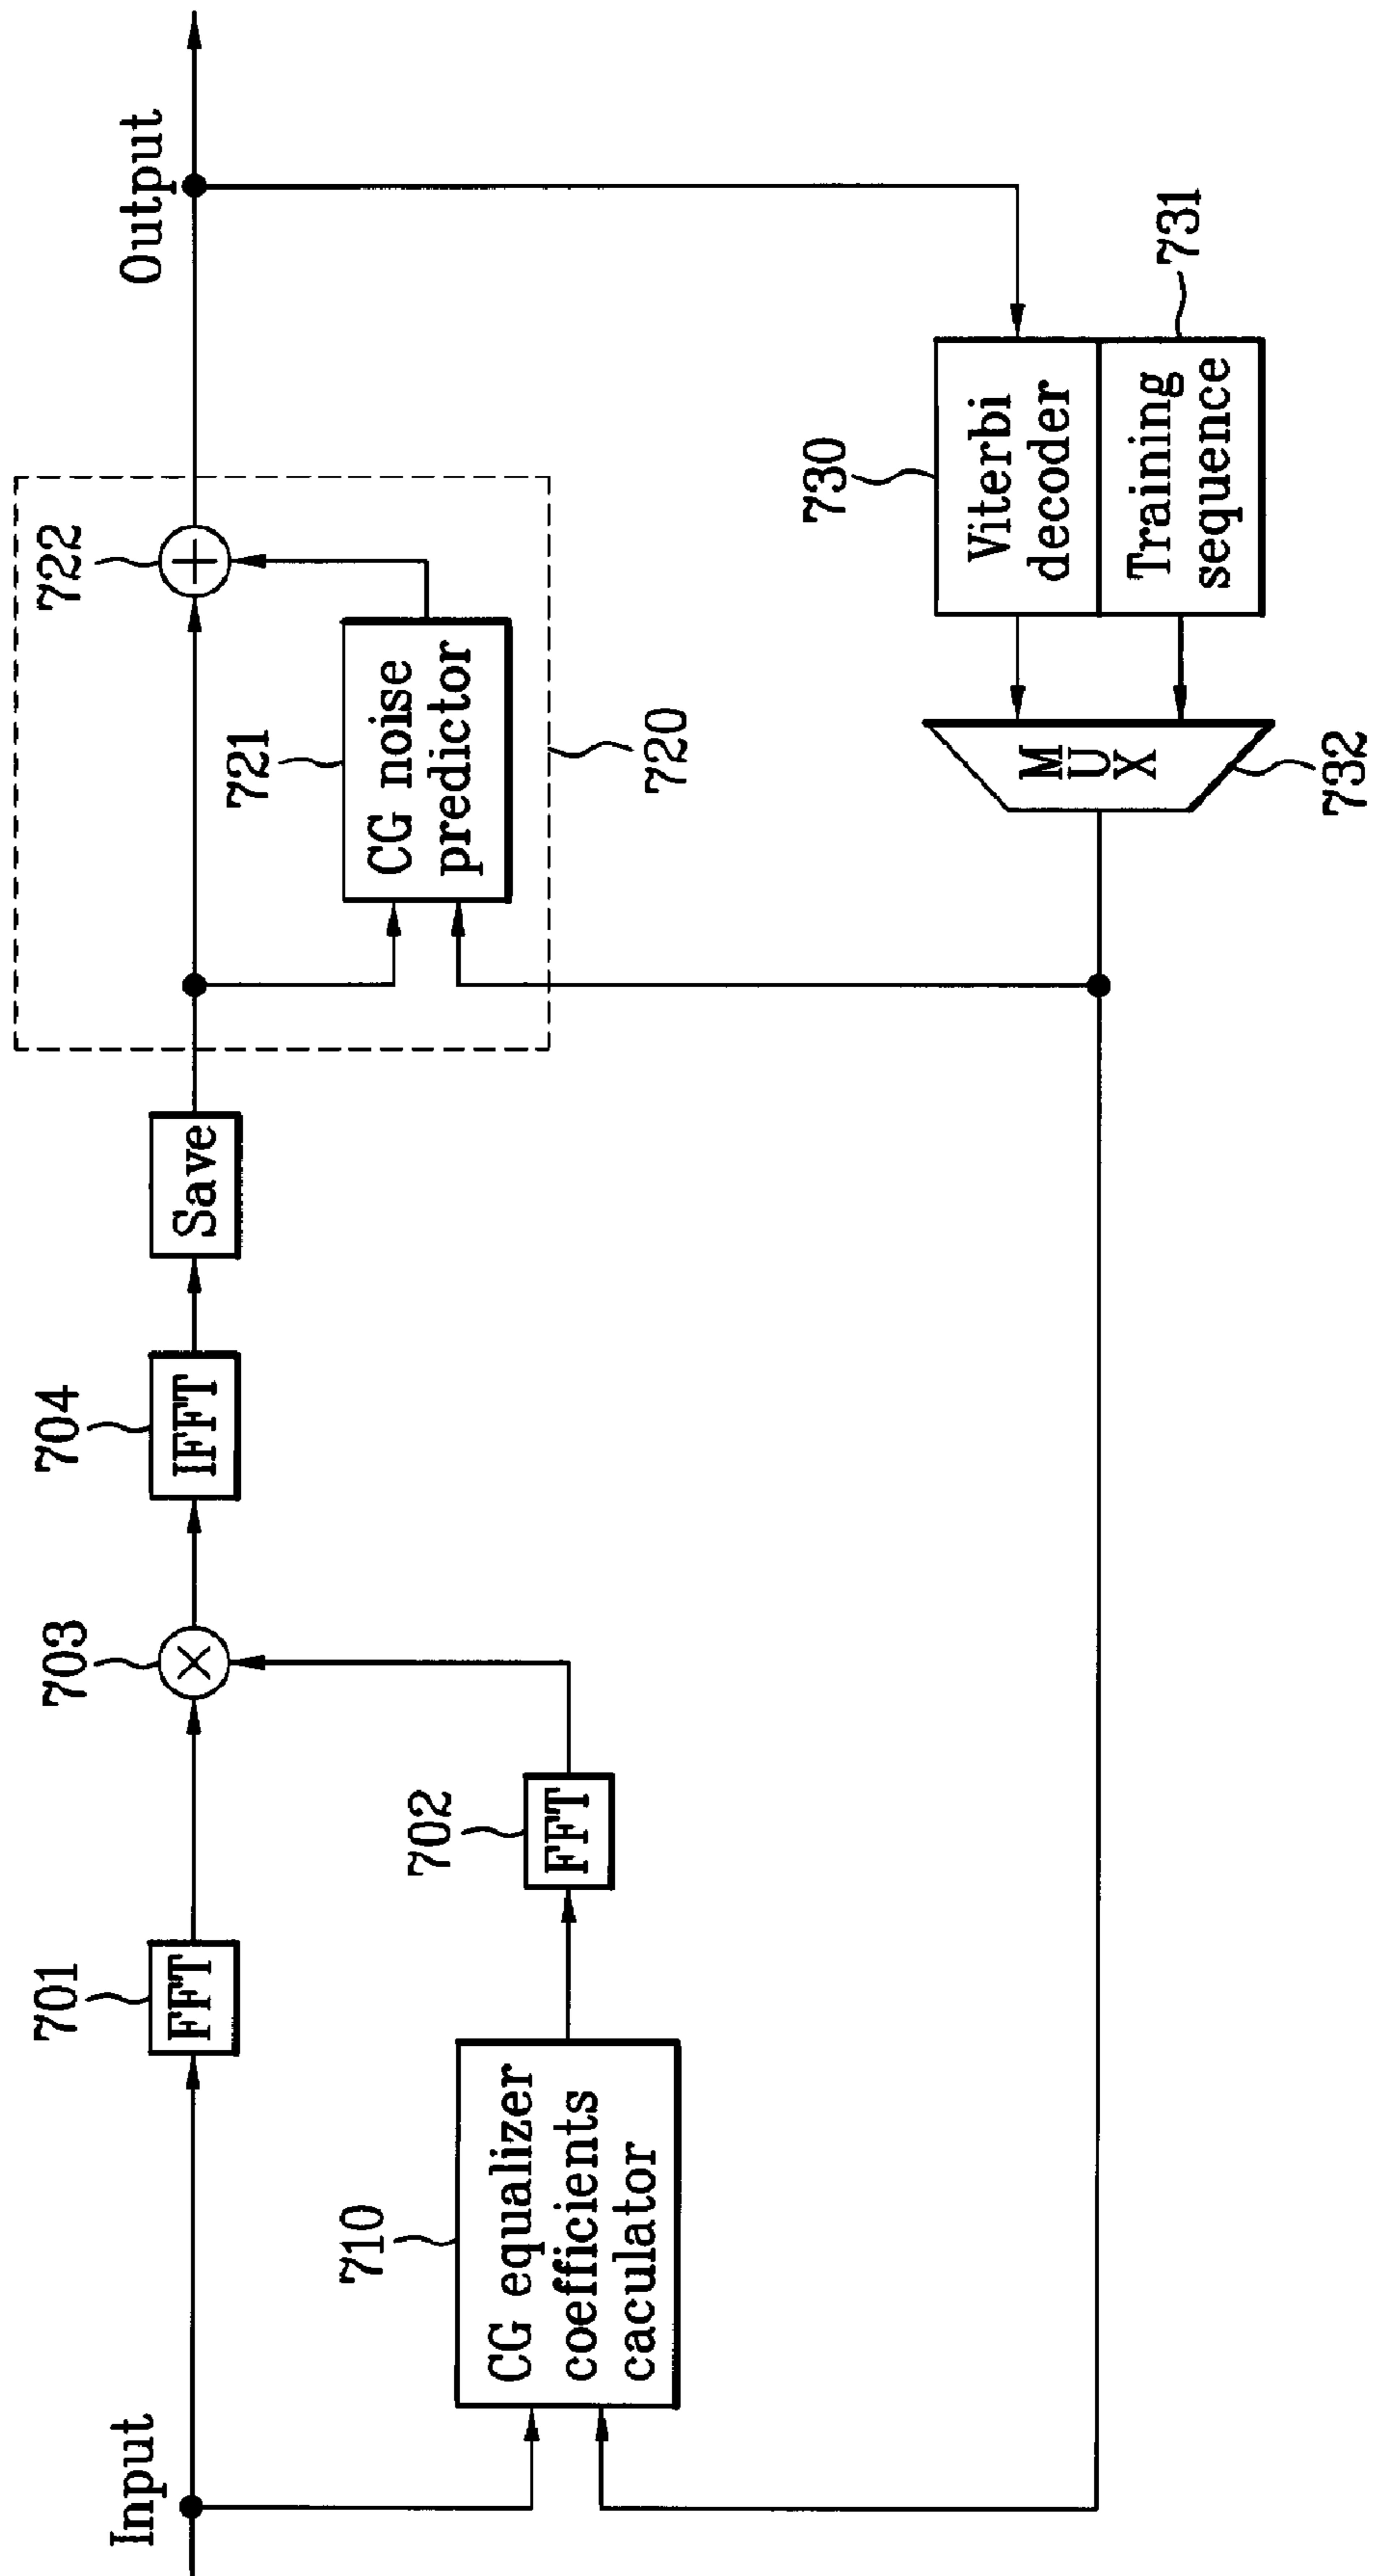 Input
701
FFT
703
704
IFFT
Save
722
Output
710
CG equalizer
coefficients
caculator
702
FFT
721
CG noise
predictor
720
730
Viterbi
decoder
Training
sequence
731
MUX
732